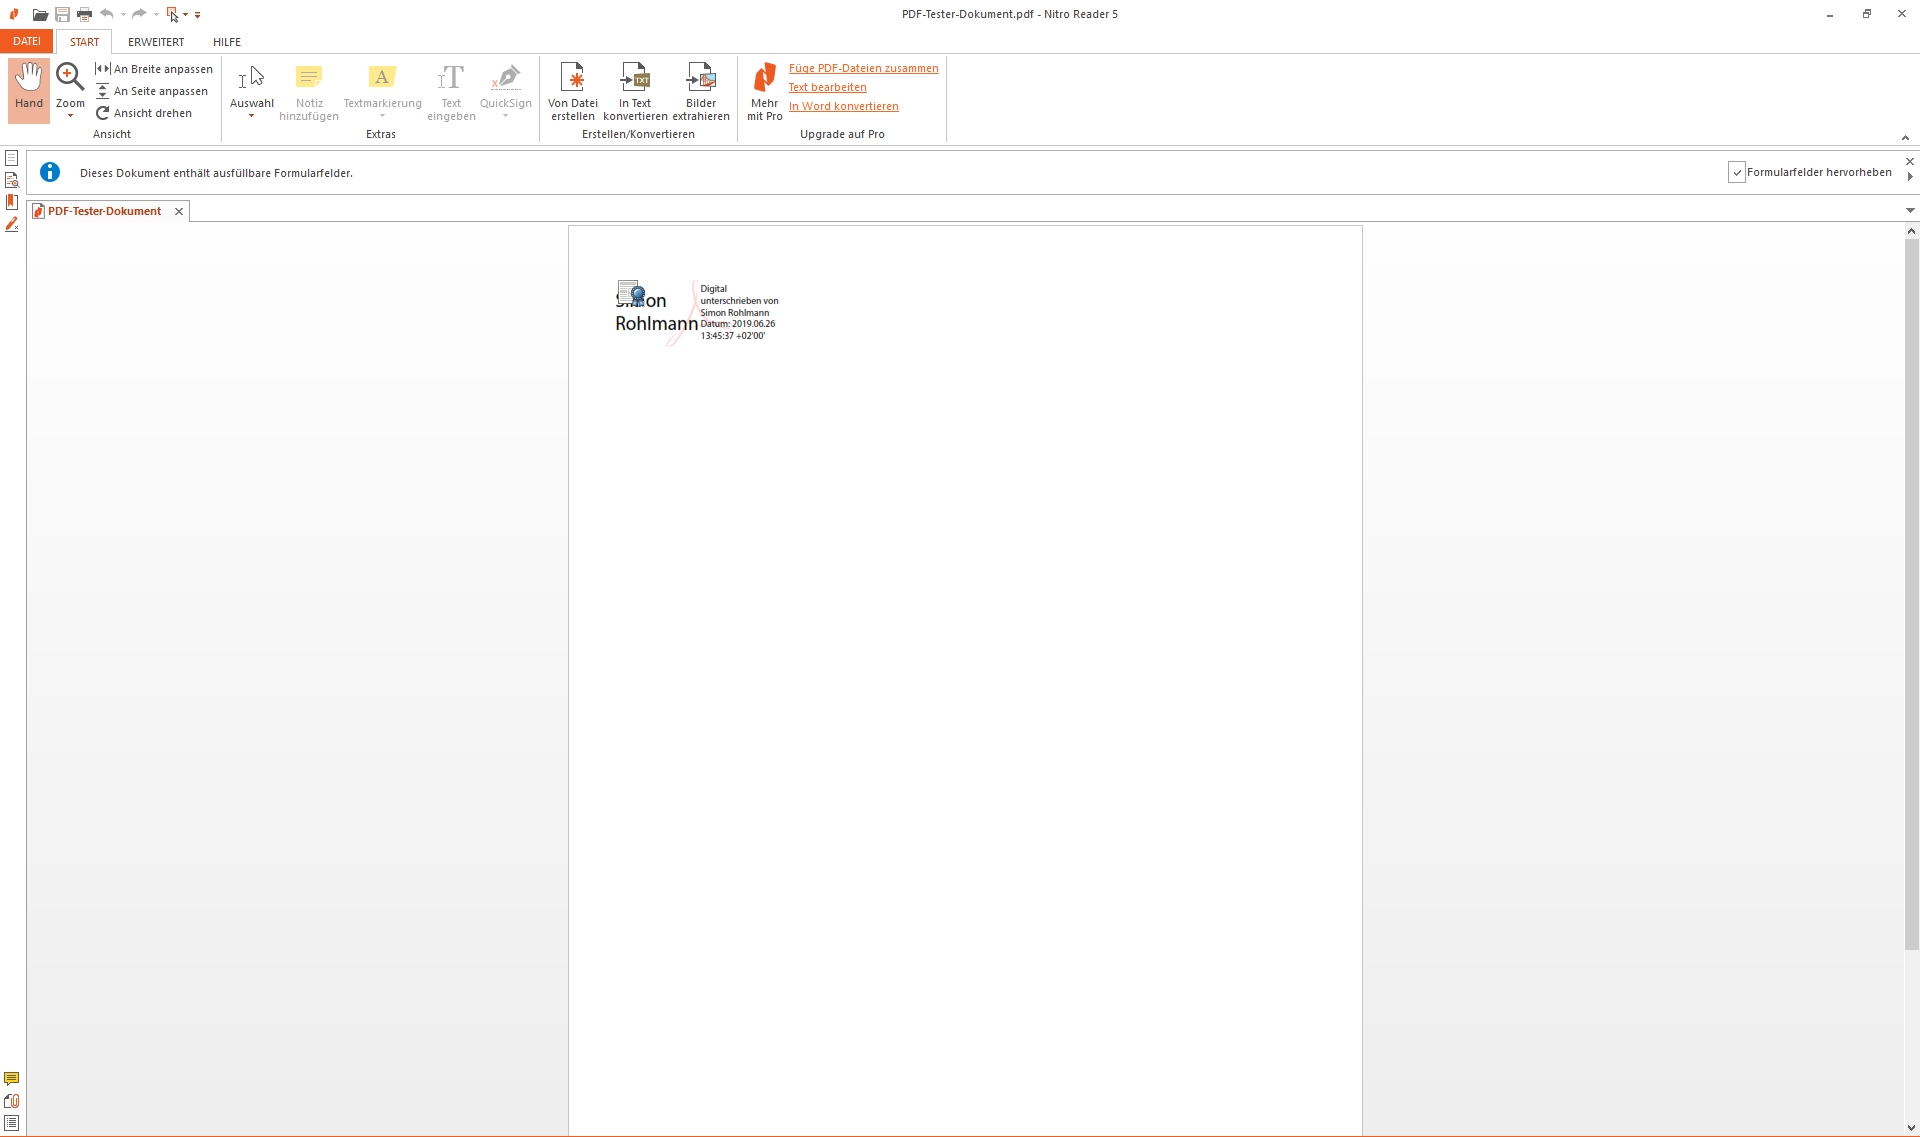 PDF-Tester-Dokument.pdf - Nitro Reader 5
DATEI START ERWEITERT HILFE
Hand
Zoom
An Breite anpassen
An Seite anpassen
Ansicht drehen
Ansicht
Auswahl
Notiz
hinzufügen
Textmarkierung
Text
eingeben
QuickSign
Extras
Von Datei
erstellen
In Text
konvertieren
Bilder
extrahieren
Erstellen/Konvertieren
Mehr
mit Pro
Füge PDF-Dateien zusammen
Text bearbeiten
In Word konvertieren
Upgrade auf Pro
Dieses Dokument enthält ausfüllbare Formularfelder.
Formularfelder hervorheben
PDF-Tester-Dokument
Rohlmann
Digital
unterschrieben von
Simon Rohlmann
Datum: 2019.06.26
13:45:37 +02'00'